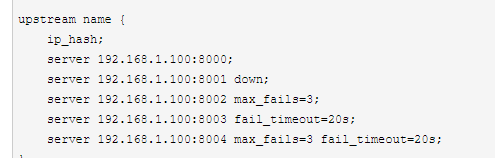 upstream name {
ip_hash;
server 192.168.1.100:8000;
server 192.168.1.100:8001 down;
server 192.168.1.100:8002 max_fails=3;
server 192.168.1.100:8003 fail_timeout=20s;
server 192.168.1.100:8004 max_fails=3 fail_timeout=20s;